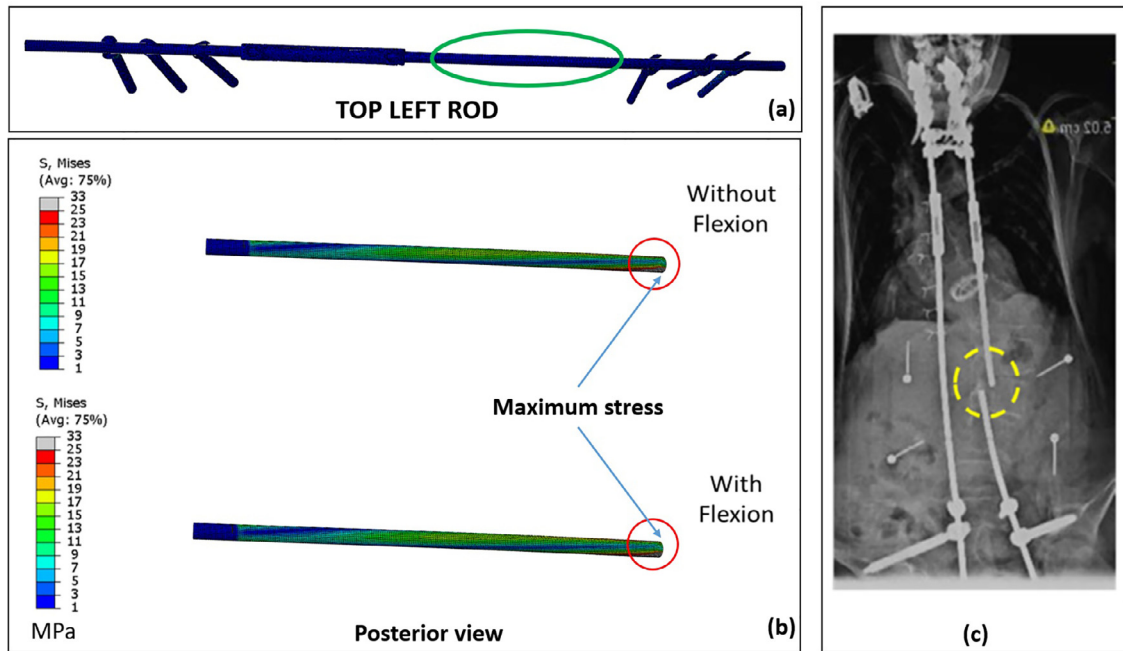 TOP LEFT ROD
(a)
S, Mises
(Avg: 75%)
33
25
23
21
19
17
15
13
11
9
7
5
3
1
Without
Flexion
Maximum stress
S, Mises
(Avg: 75%)
33
25
23
21
19
17
15
13
11
9
7
5
3
1
With
Flexion
MPa
Posterior view
(b)
5.02 cm
(c)